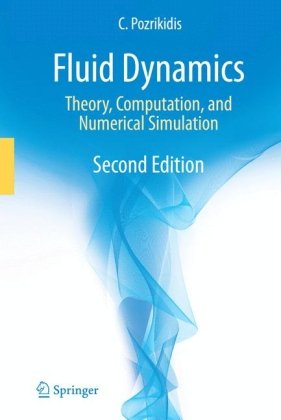 C. Pozrikidis
Fluid Dynamics
Theory, Computation, and
Numerical Simulation
Second Edition
Springer